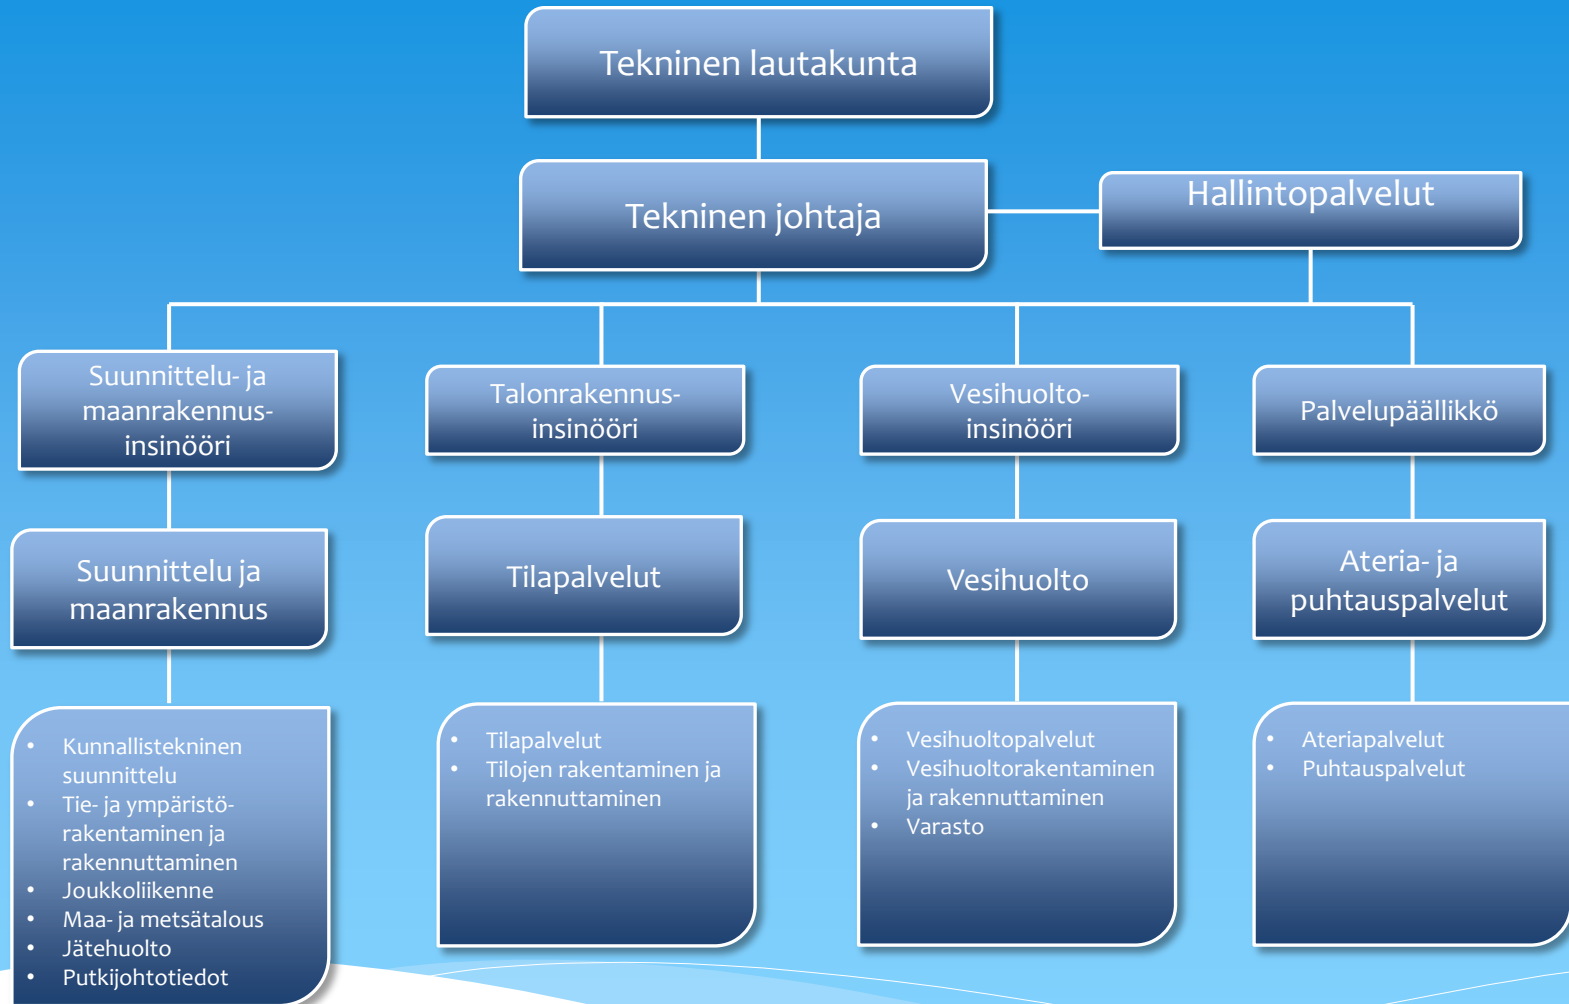 Tekninen lautakunta
Tekninen johtaja
Hallintopalvelut
Suunnittelu- ja
maanrakennus-
insinööri
Talonrakennus-
insinööri
Vesihuolto-
insinööri
Palvelupäällikkö
Suunnittelu ja
maanrakennus
Tilapalvelut
Vesihuolto
Ateria- ja
puhtauspalvelut
• Kunnallistekninen
suunnittelu
• Tie- ja ympäristö-
rakentaminen ja
rakennuttaminen
• Joukkoliikenne
• Maa- ja metsätalous
• Jätehuolto
• Putkijohtotiedot
• Tilapalvelut
• Tilojen rakentaminen ja
rakennuttaminen
• Vesihuoltopalvelut
• Vesihuoltorakentaminen
ja rakennuttaminen
• Varasto
• Ateriapalvelut
• Puhtauspalvelut